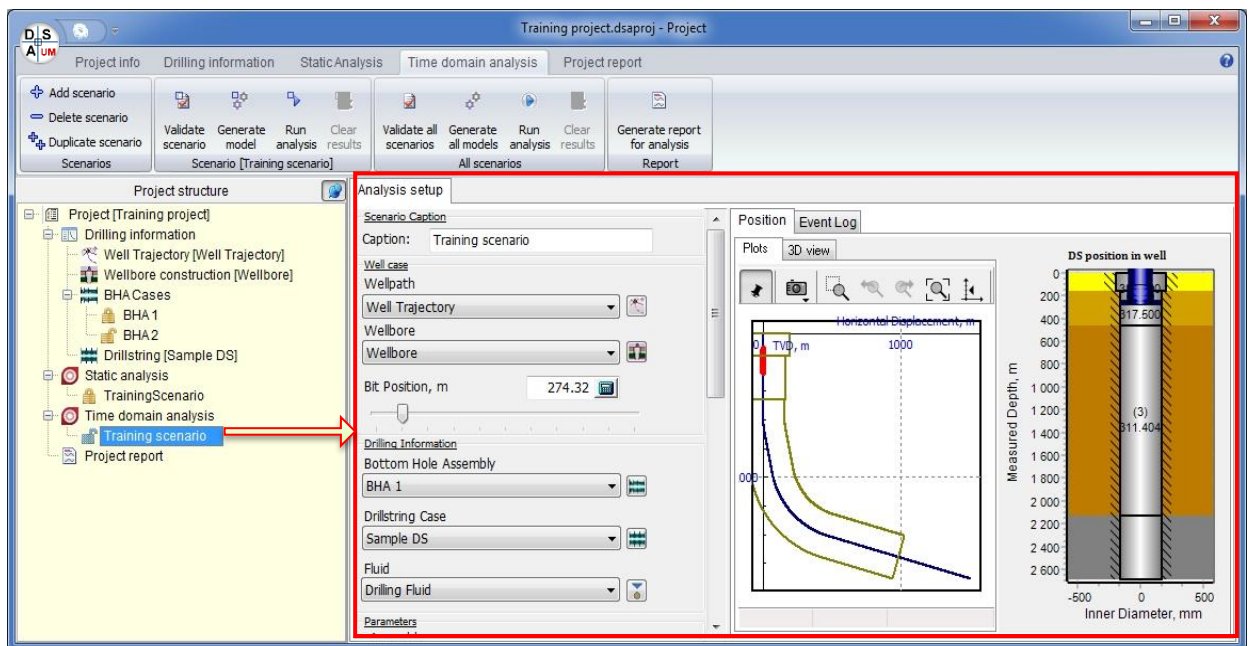 Training project.dsaproj - Project
D S
A UM
Project info Drilling information Static Analysis Time domain analysis Project report
Add scenario
Delete scenario
Duplicate scenario
Scenarios
Validate scenario
Generate model
Run analysis
Clear results
Scenario [Training scenario]
Validate all scenarios
Generate all models
Run analysis
Clear results
All scenarios
Generate report for analysis
Report
Project structure
Project [Training project]
Drilling information
Well Trajectory [Well Trajectory]
Wellbore construction [Wellbore]
BHA Cases
BHA 1
BHA 2
Drillstring [Sample DS]
Static analysis
TrainingScenario
Time domain analysis
Training scenario
Project report
Analysis setup
Scenario Caption
Caption: Training scenario
Well case
Wellpath
Well Trajectory
Wellbore
Wellbore
Bit Position, m 274.32
Drilling Information
Bottom Hole Assembly
BHA 1
Drillstring Case
Sample DS
Fluid
Drilling Fluid
Parameters
Position Event Log
Plots 3D view
Horizontal Displacement, m
0 TVD, m 1000
000
DS position in well
Measured Depth, m
0
200
400
600
800
1 000
1 200
1 400
1 600
1 800
2 000
2 200
2 400
2 600
317.500
(3)
311.404
-500 0 500
Inner Diameter, mm